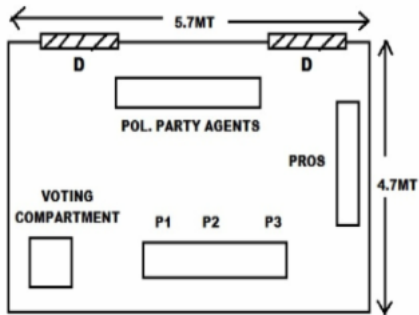 5.7MT
D
D
POL. PARTY AGENTS
PROS
4.7MT
VOTING
COMPARTMENT
P1 P2 P3